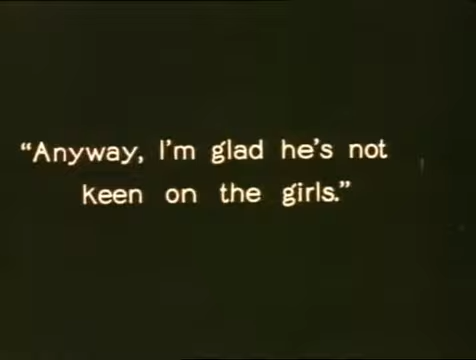 “Anyway, I’m glad he’s not
keen on the girls.”